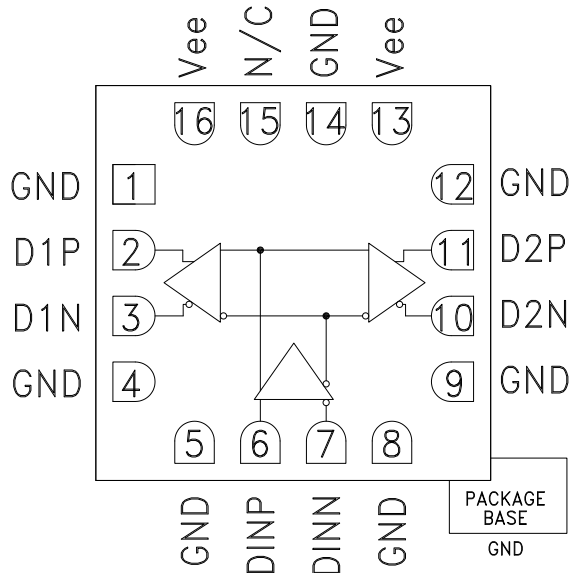 Vee
N/C
GND
Vee
16
15
14
13
GND
1
12
GND
D1P
2
11
D2P
D1N
3
10
D2N
GND
4
9
GND
5
6
7
8
GND
DINP
DINN
GND
PACKAGE
BASE
GND